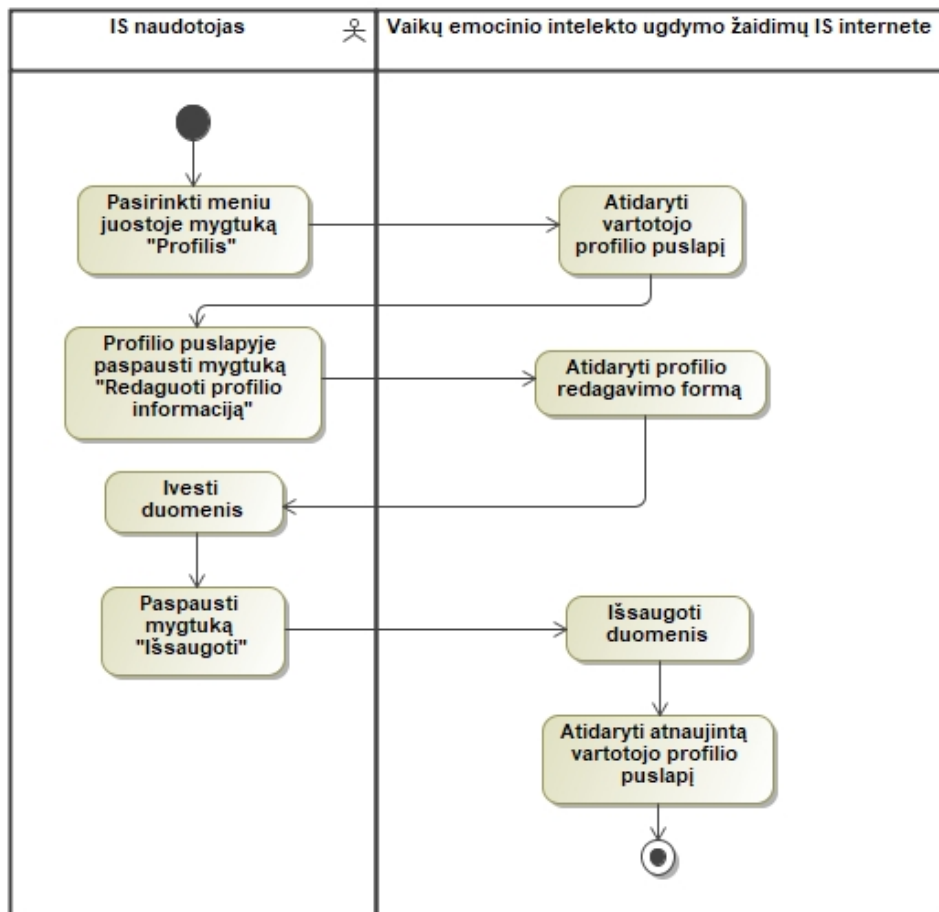 IS naudotojas
Vaikų emocinio intelekto ugdymo žaidimų IS internete
Pasirinkti meniu
juostoje mygtuką
"Profilis"
Atidaryti
vartotojo
profilio puslapį
Profilio puslapyje
paspausti mygtuką
"Redaguoti profilio
informaciją"
Atidaryti profilio
redagavimo formą
Ivesti
duomenis
Paspausti
mygtuką
"Išsaugoti"
Išsaugoti
duomenis
Atidaryti atnaujintą
vartotojo profilio
puslapį